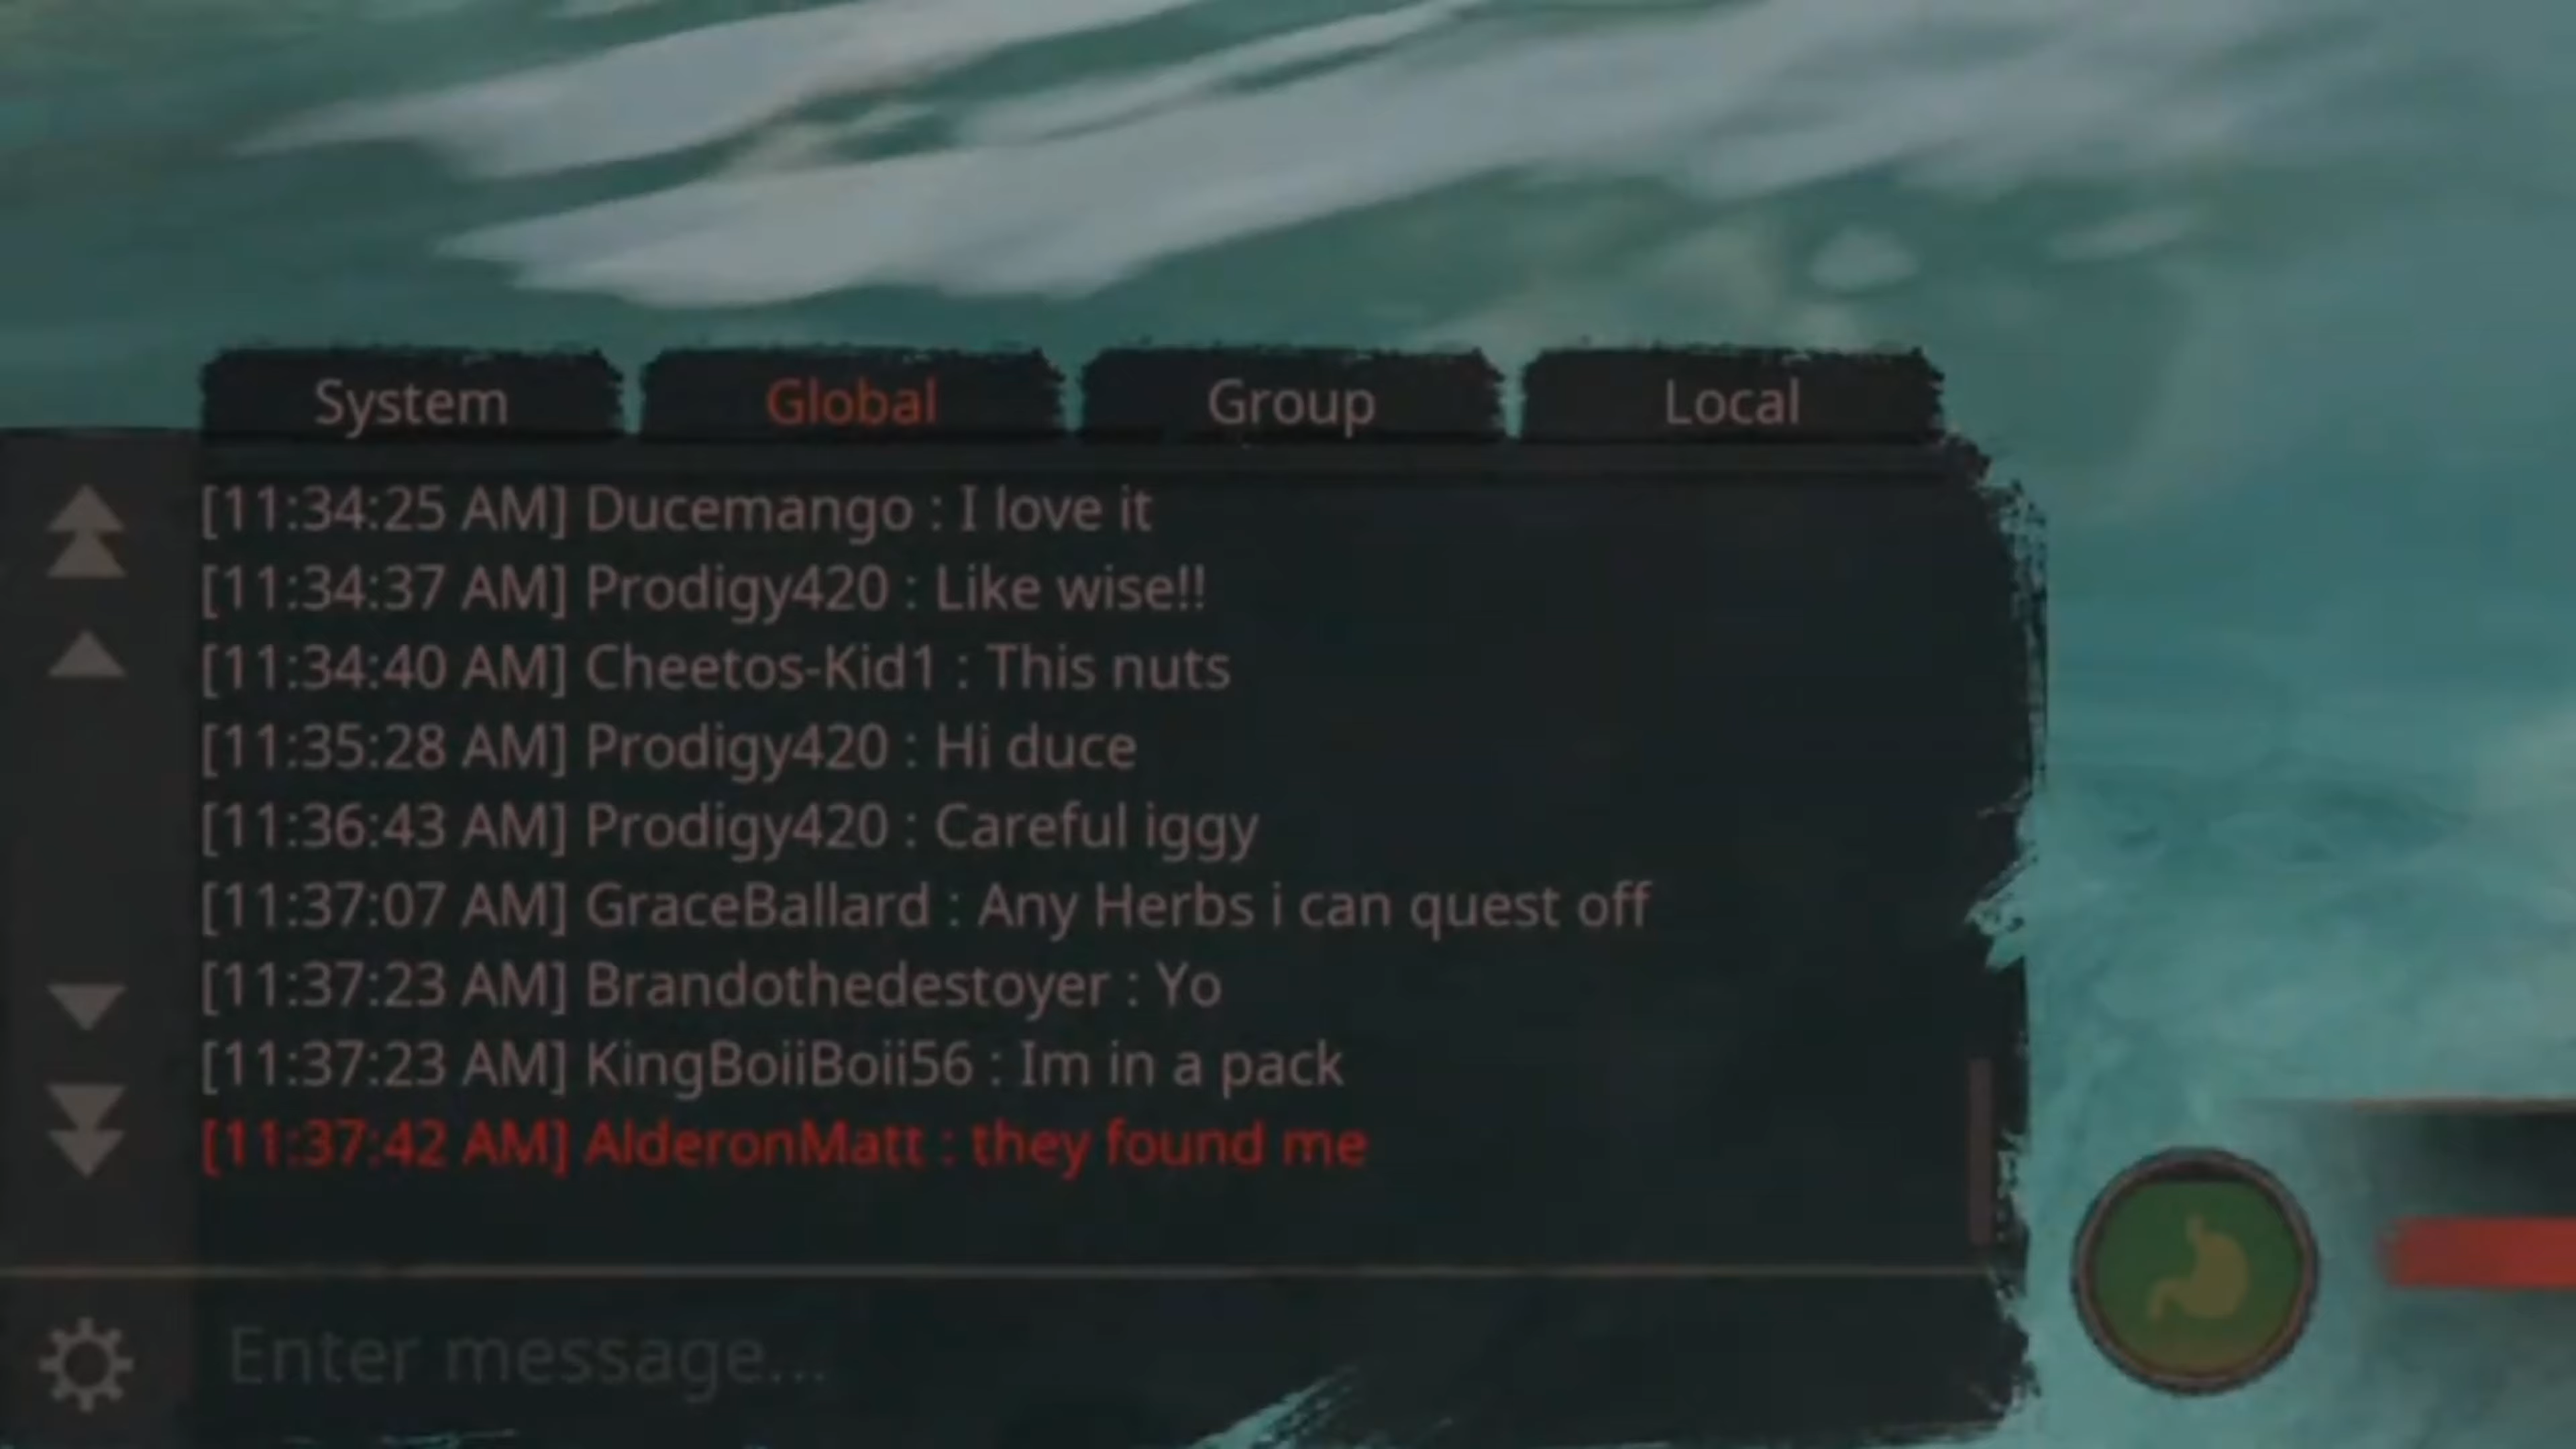 System Global Group Local
[11:34:25 AM] Ducemango : I love it
[11:34:37 AM] Prodigy420 : Like wise!!
[11:34:40 AM] Cheetos-Kid1 : This nuts
[11:35:28 AM] Prodigy420 : Hi duce
[11:36:43 AM] Prodigy420 : Careful iggy
[11:37:07 AM] GraceBallard : Any Herbs i can quest off
[11:37:23 AM] Brandothedestoyer : Yo
[11:37:23 AM] KingBoiiBoii56 : Im in a pack
[11:37:42 AM] AlderonMatt : they found me
Enter message...